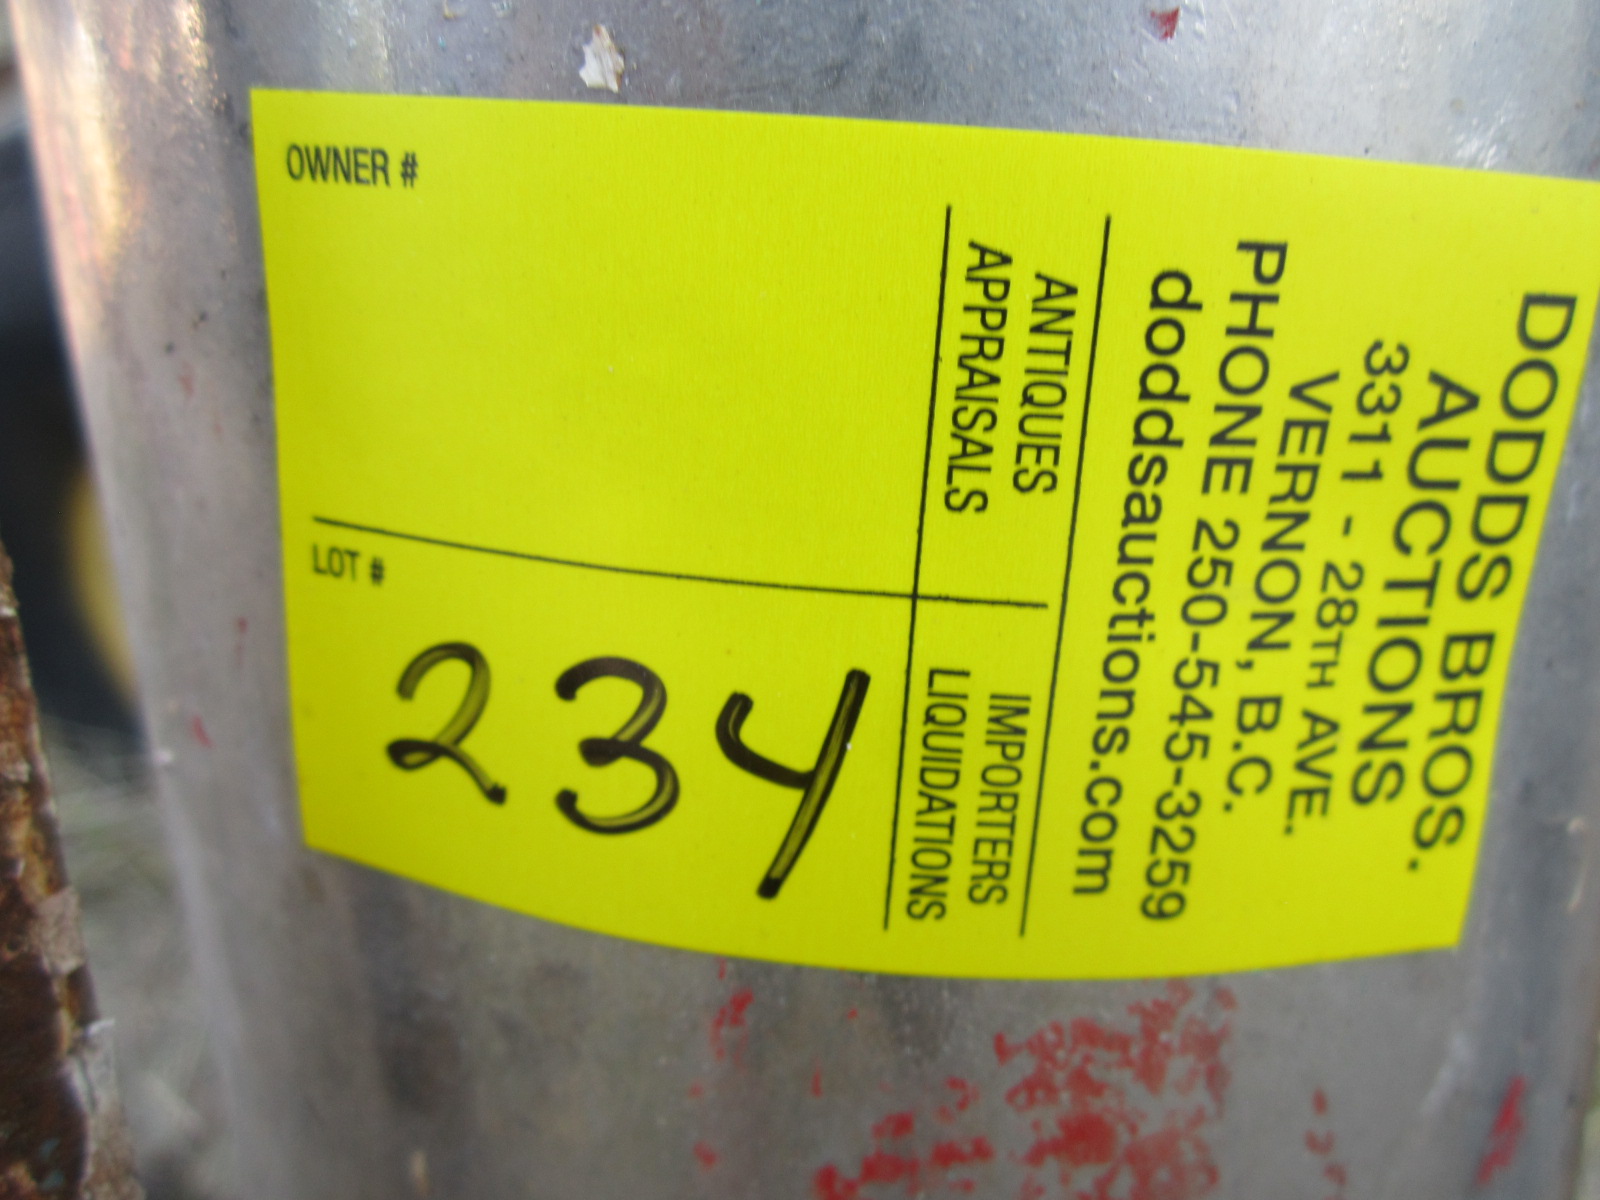 DODDS BROS.
AUCTIONS
3311 - 28TH AVE.
VERNON, B.C.
PHONE 250-545-3259
doddsauctions.com
ANTIQUES
APPRAISALS
IMPORTERS
LIQUIDATIONS
OWNER #
LOT #
234